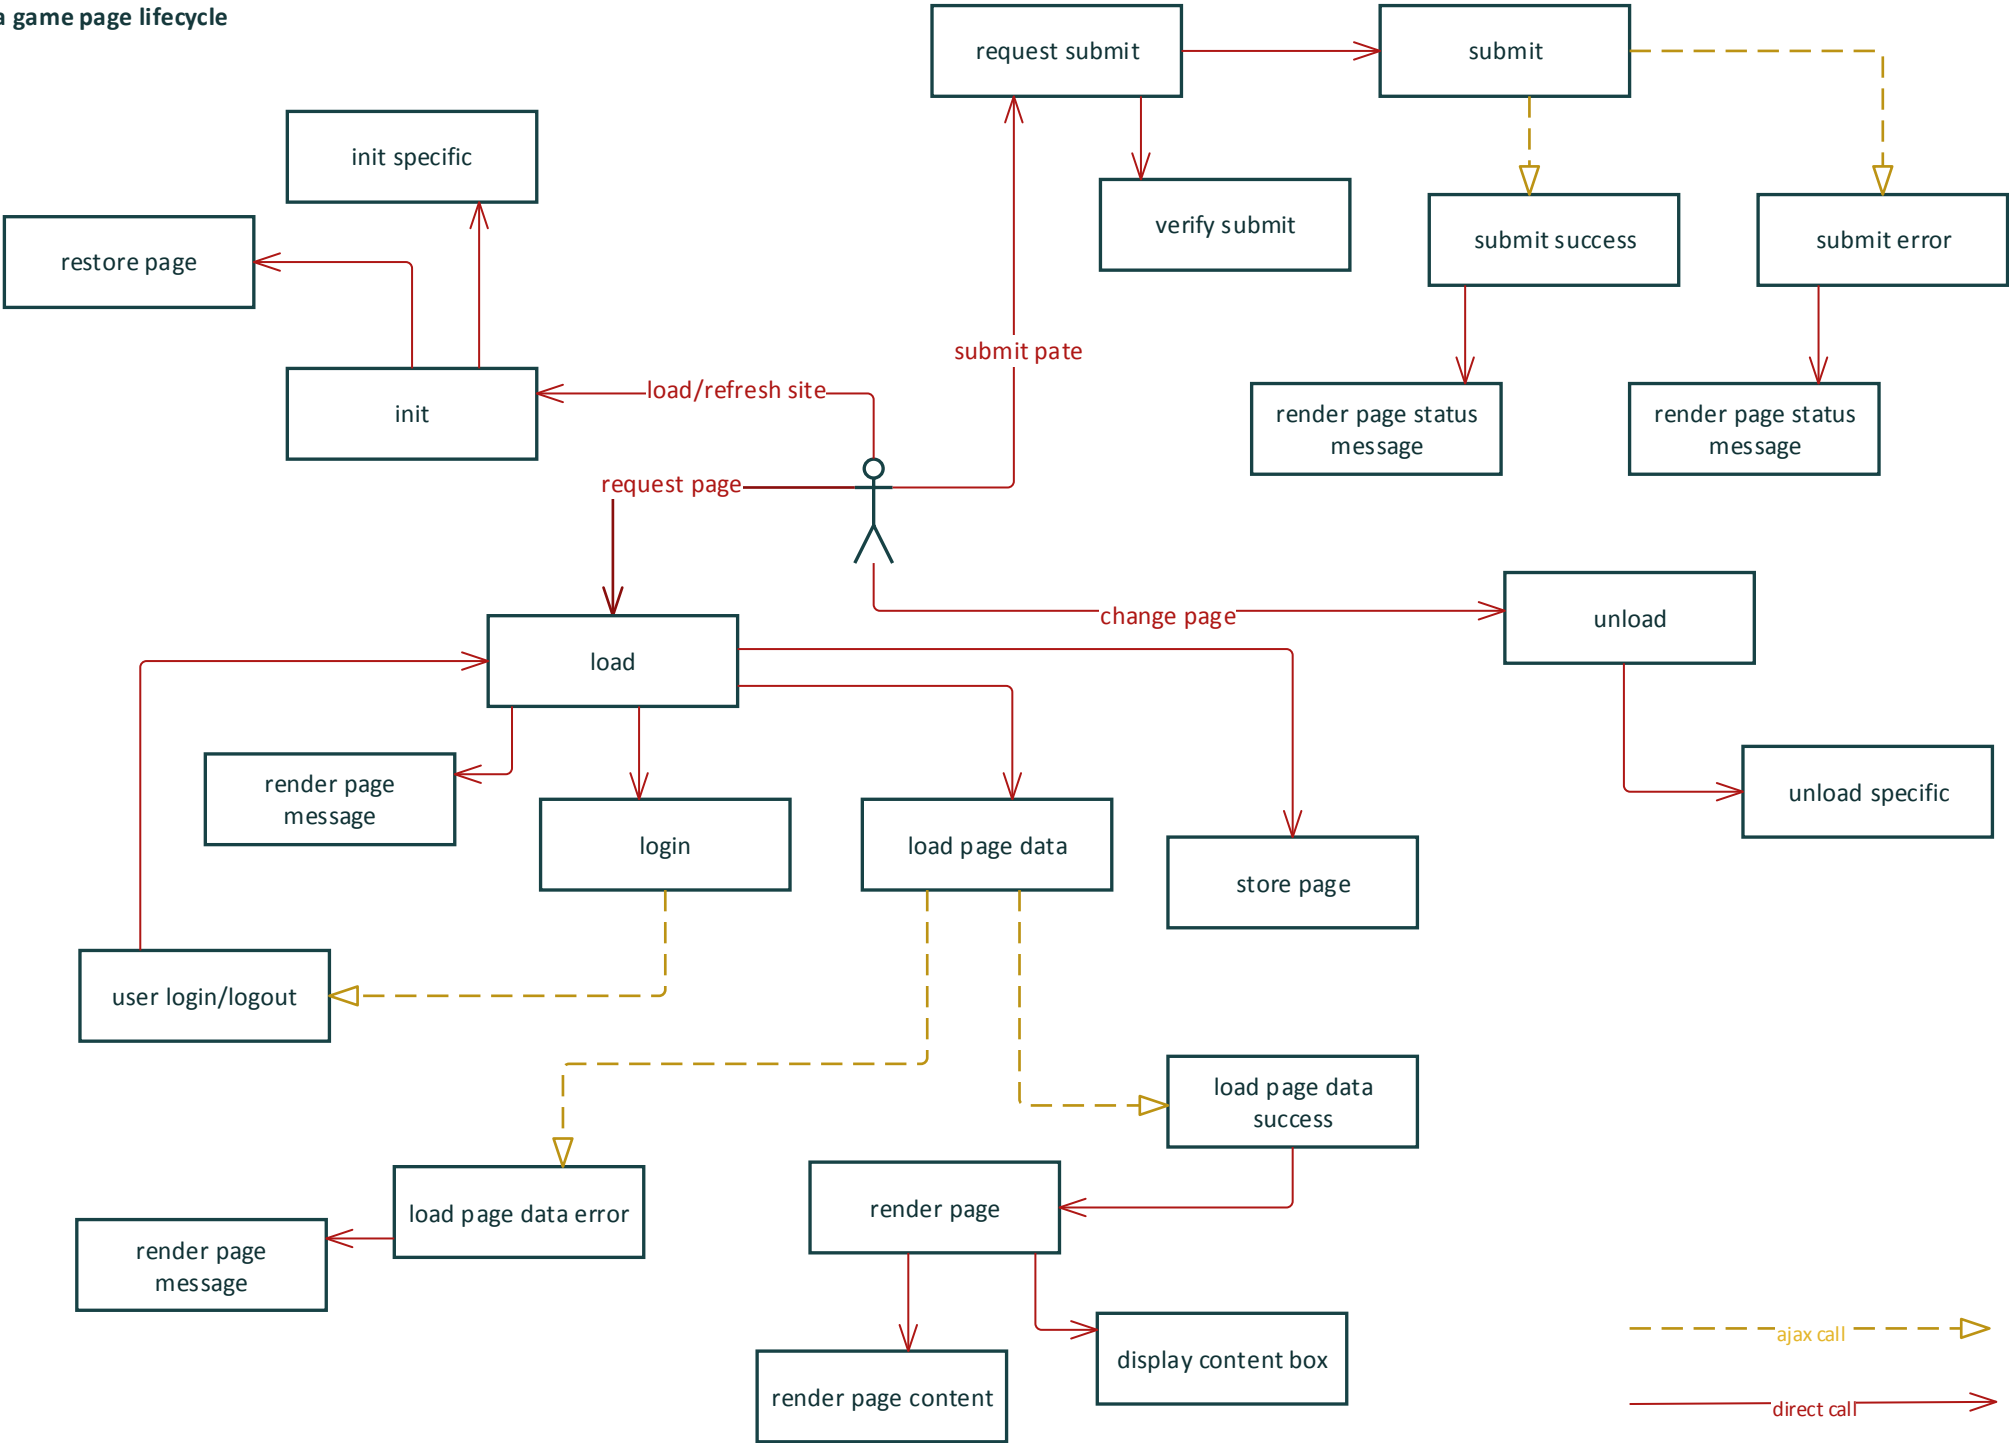 a game page lifecycle
request submit
submit
init specific
verify submit
submit success
submit error
restore page
submit pate
load/refresh site
init
render page status
message
render page status
message
request page
change page
unload
load
render page
message
login
load page data
store page
unload specific
user login/logout
load page data
success
load page data error
render page
render page
message
display content box
render page content
ajax call
direct call